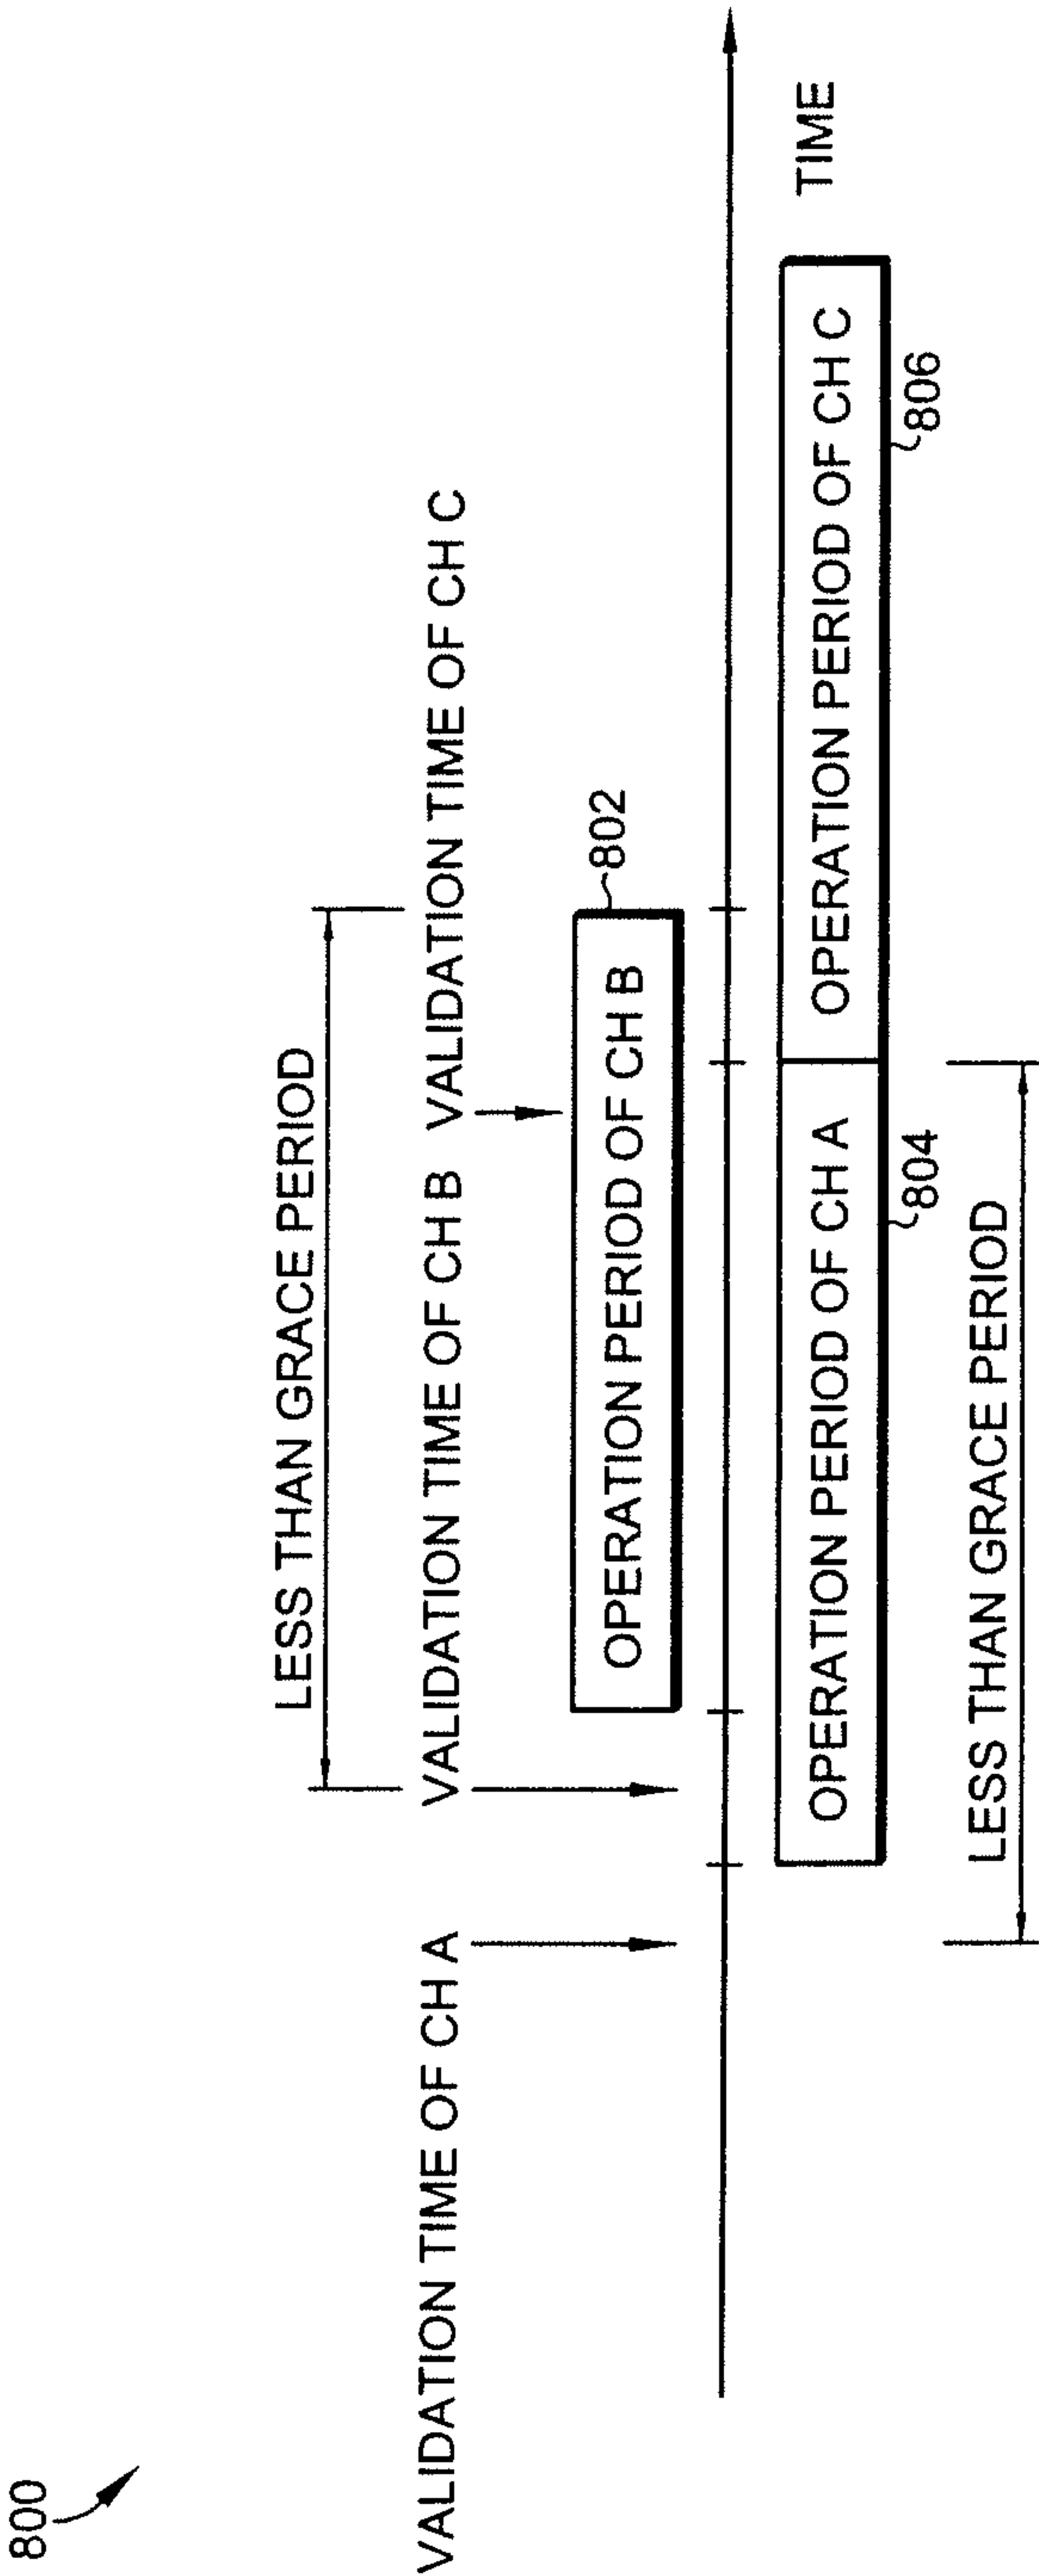 800
LESS THAN GRACE PERIOD
VALIDATION TIME OF CH A
VALIDATION TIME OF CH B
VALIDATION TIME OF CH C
OPERATION PERIOD OF CH B
802
TIME
OPERATION PERIOD OF CH A
OPERATION PERIOD OF CH C
804
806
LESS THAN GRACE PERIOD